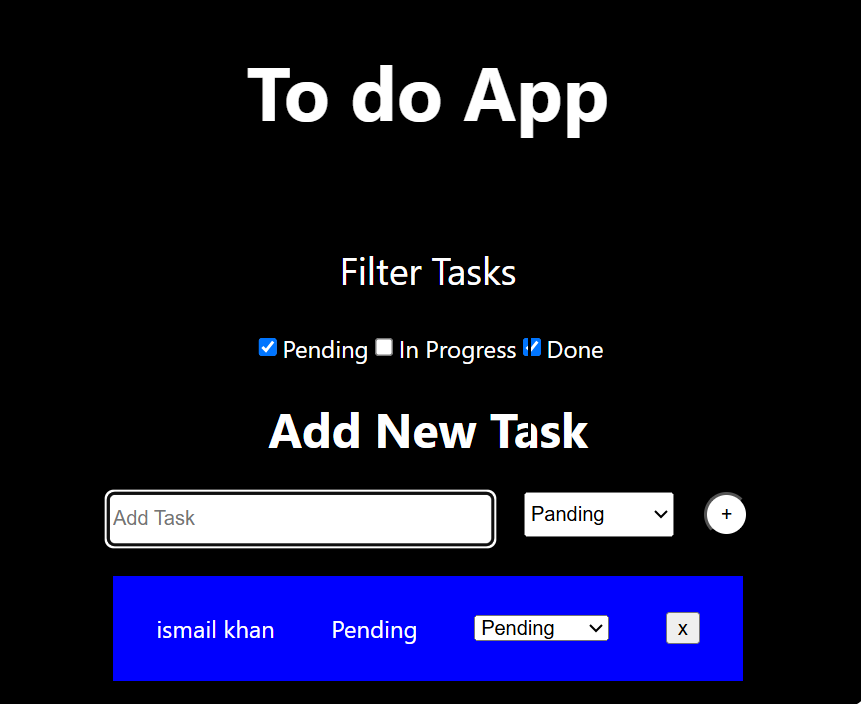 To do App
Filter Tasks
Pending In Progress Done
Add New Task
Add Task Panding +
ismail khan Pending Pending x